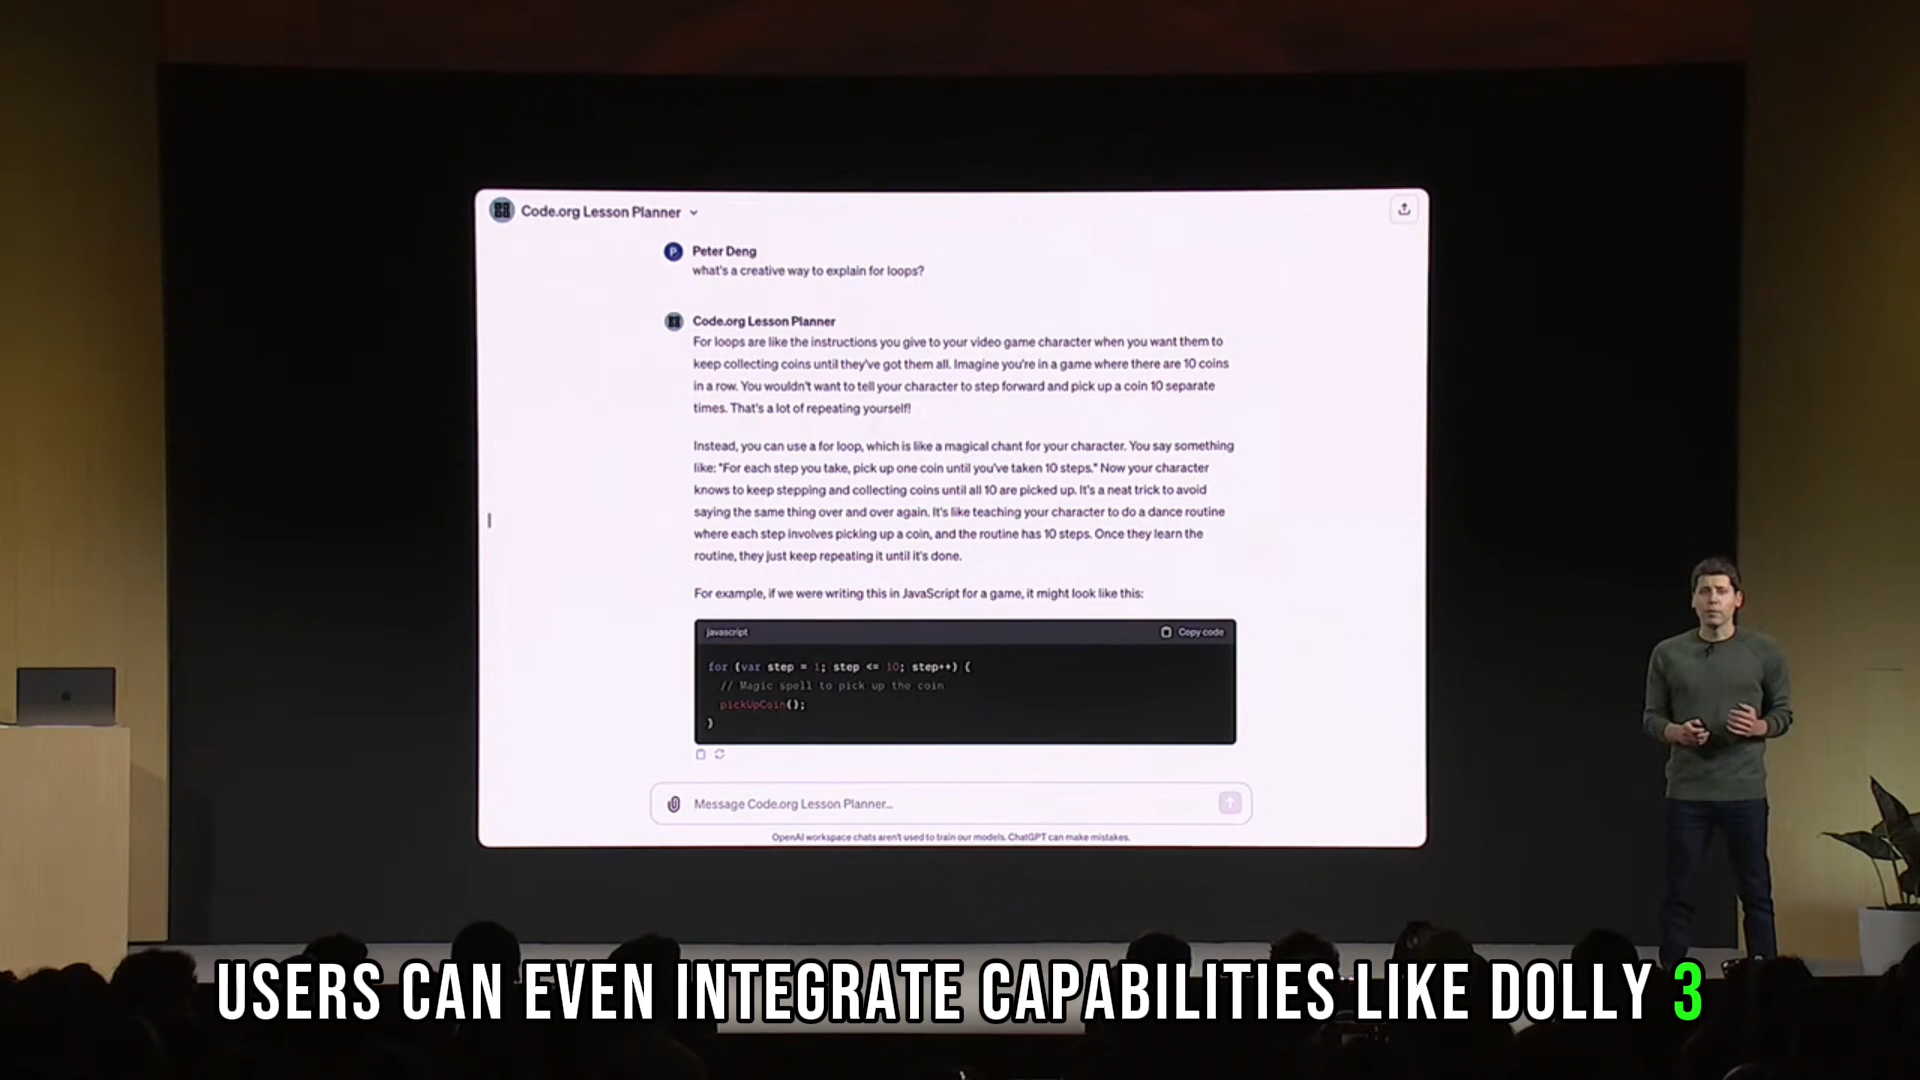 Code.org Lesson Planner
P
Peter Deng
what's a creative way to explain for loops?
Code.org Lesson Planner
For loops are like the instructions you give to your video game character when you want them to
keep collecting coins until they've got them all. Imagine you're in a game where there are 10 coins
in a row. You wouldn't want to tell your character to step forward and pick up a coin 10 separate
times. That's a lot of repeating yourself!
Instead, you can use a for loop, which is like a magical chant for your character. You say something
like: "For each step you take, pick up one coin until you've taken 10 steps." Now your character
knows to keep stepping and collecting coins until all 10 are picked up. It's a neat trick to avoid
saying the same thing over and over again. It's like teaching your character to do a dance routine
where each step involves picking up a coin, and the routine has 10 steps. Once they learn the
routine, they just keep repeating it until it's done.
For example, if we were writing this in JavaScript for a game, it might look like this:
javascript Copy code
for (var step = 1; step <= 10; step++) {
// Magic spell to pick up the coin
pickUpCoin();
}
Message Code.org Lesson Planner...
OpenAI workspace chats aren't used to train our models. ChatGPT can make mistakes.
USERS CAN EVEN INTEGRATE CAPABILITIES LIKE DOLLY 3